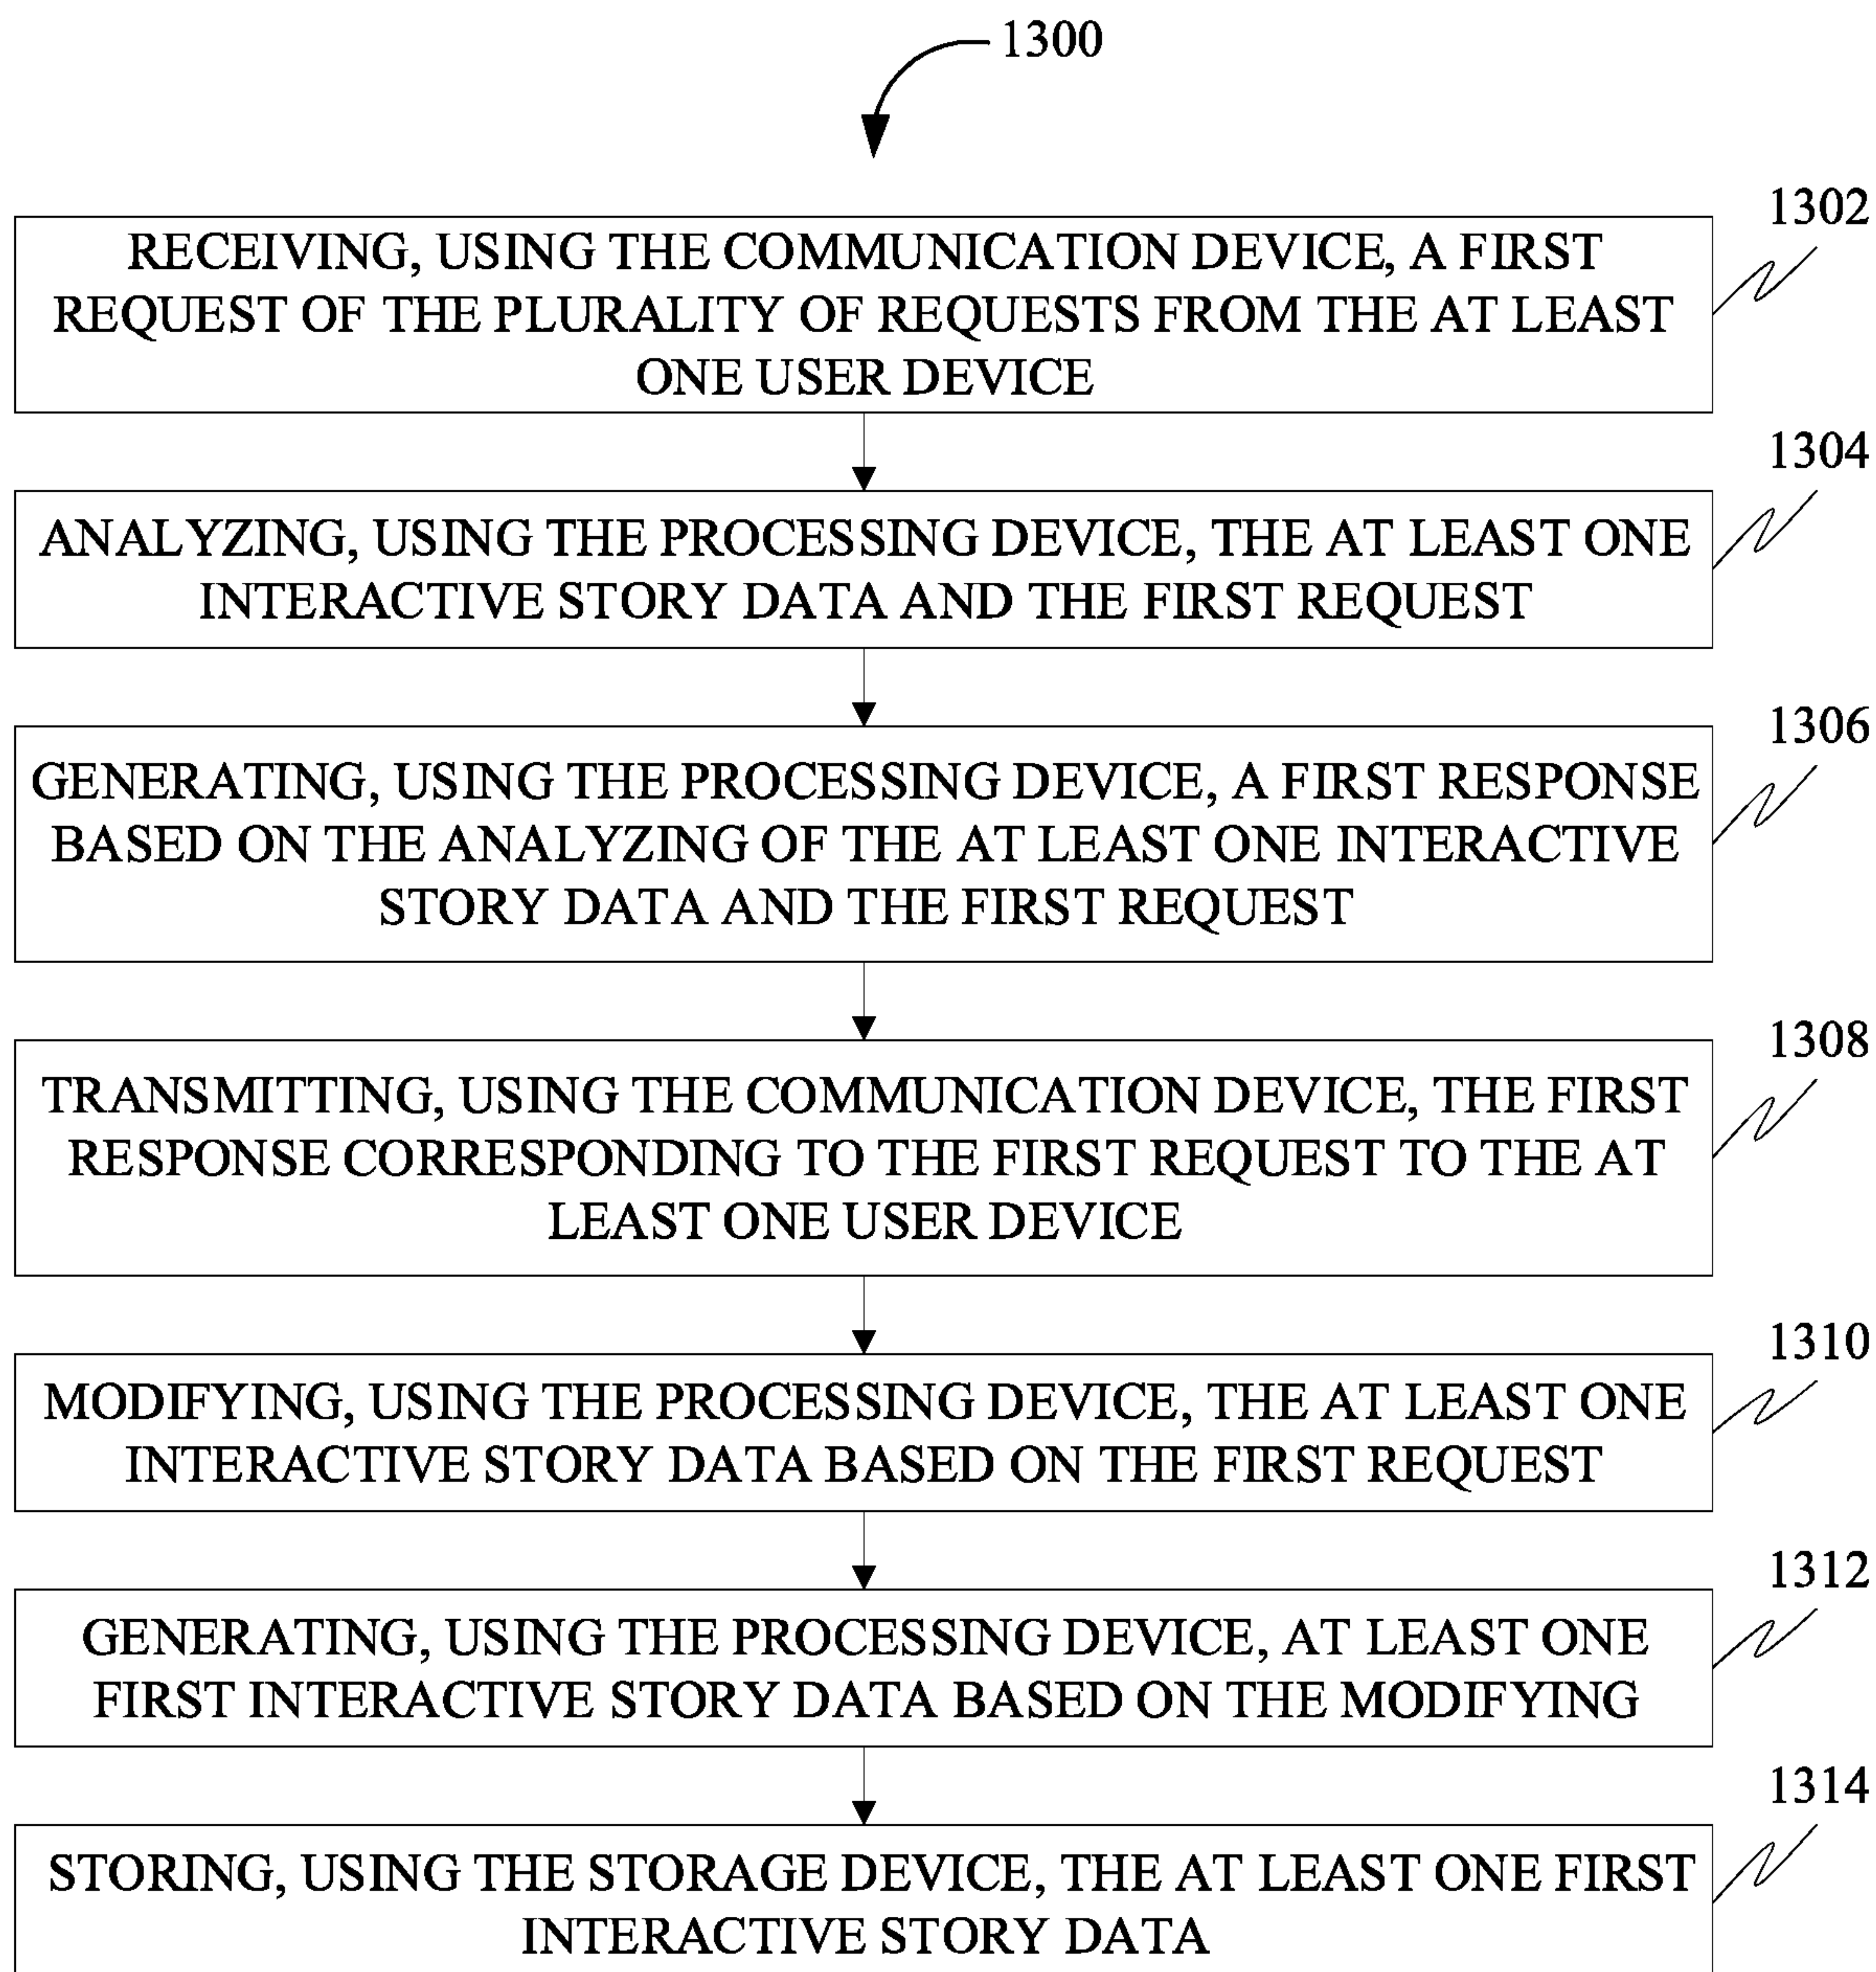 1300
1302
RECEIVING, USING THE COMMUNICATION DEVICE, A FIRST
REQUEST OF THE PLURALITY OF REQUESTS FROM THE AT LEAST
ONE USER DEVICE
1304
ANALYZING, USING THE PROCESSING DEVICE, THE AT LEAST ONE
INTERACTIVE STORY DATA AND THE FIRST REQUEST
1306
GENERATING, USING THE PROCESSING DEVICE, A FIRST RESPONSE
BASED ON THE ANALYZING OF THE AT LEAST ONE INTERACTIVE
STORY DATA AND THE FIRST REQUEST
1308
TRANSMITTING, USING THE COMMUNICATION DEVICE, THE FIRST
RESPONSE CORRESPONDING TO THE FIRST REQUEST TO THE AT
LEAST ONE USER DEVICE
1310
MODIFYING, USING THE PROCESSING DEVICE, THE AT LEAST ONE
INTERACTIVE STORY DATA BASED ON THE FIRST REQUEST
1312
GENERATING, USING THE PROCESSING DEVICE, AT LEAST ONE
FIRST INTERACTIVE STORY DATA BASED ON THE MODIFYING
1314
STORING, USING THE STORAGE DEVICE, THE AT LEAST ONE FIRST
INTERACTIVE STORY DATA